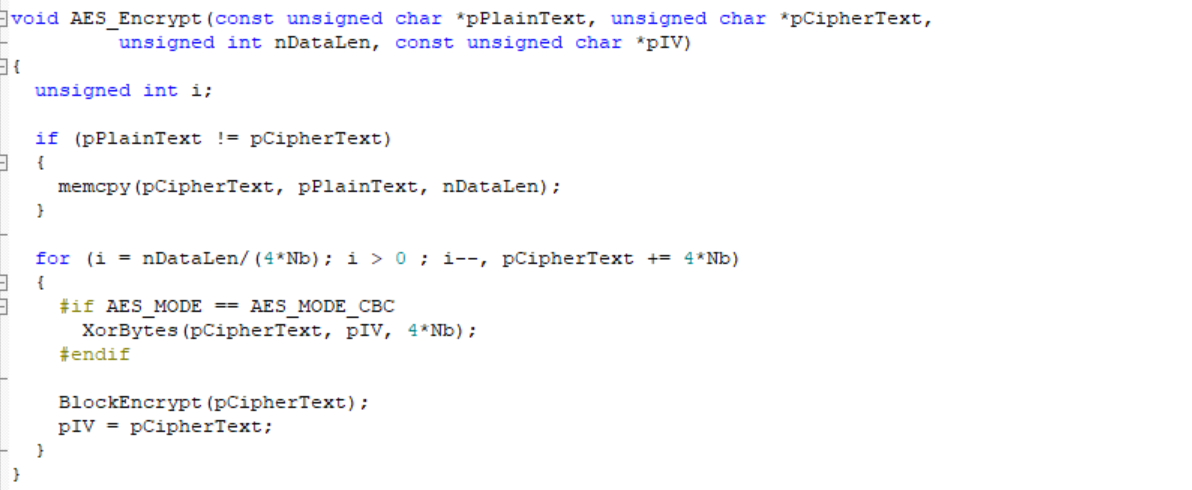 void AES_Encrypt(const unsigned char *pPlainText, unsigned char *pCipherText,
         unsigned int nDataLen, const unsigned char *pIV)
{
  unsigned int i;

  if (pPlainText != pCipherText)
  {
    memcpy(pCipherText, pPlainText, nDataLen);
  }

  for (i = nDataLen/(4*Nb); i > 0 ; i--, pCipherText += 4*Nb)
  {
    #if AES_MODE == AES_MODE_CBC
      XorBytes(pCipherText, pIV, 4*Nb);
    #endif

    BlockEncrypt(pCipherText);
    pIV = pCipherText;
  }
}